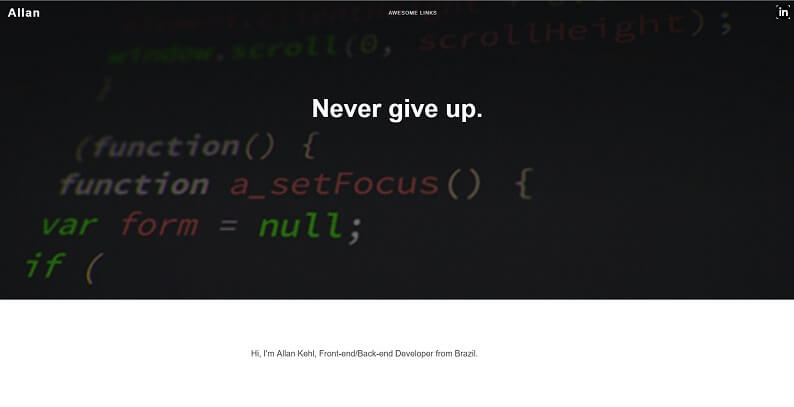 Allan
AWESOME LINKS
in
window.scroll(0, scrollHeight);
}
Never give up.
(function() {
function a_setFocus() {
var form = null;
if (
Hi, I'm Allan Kehl, Front-end/Back-end Developer from Brazil.